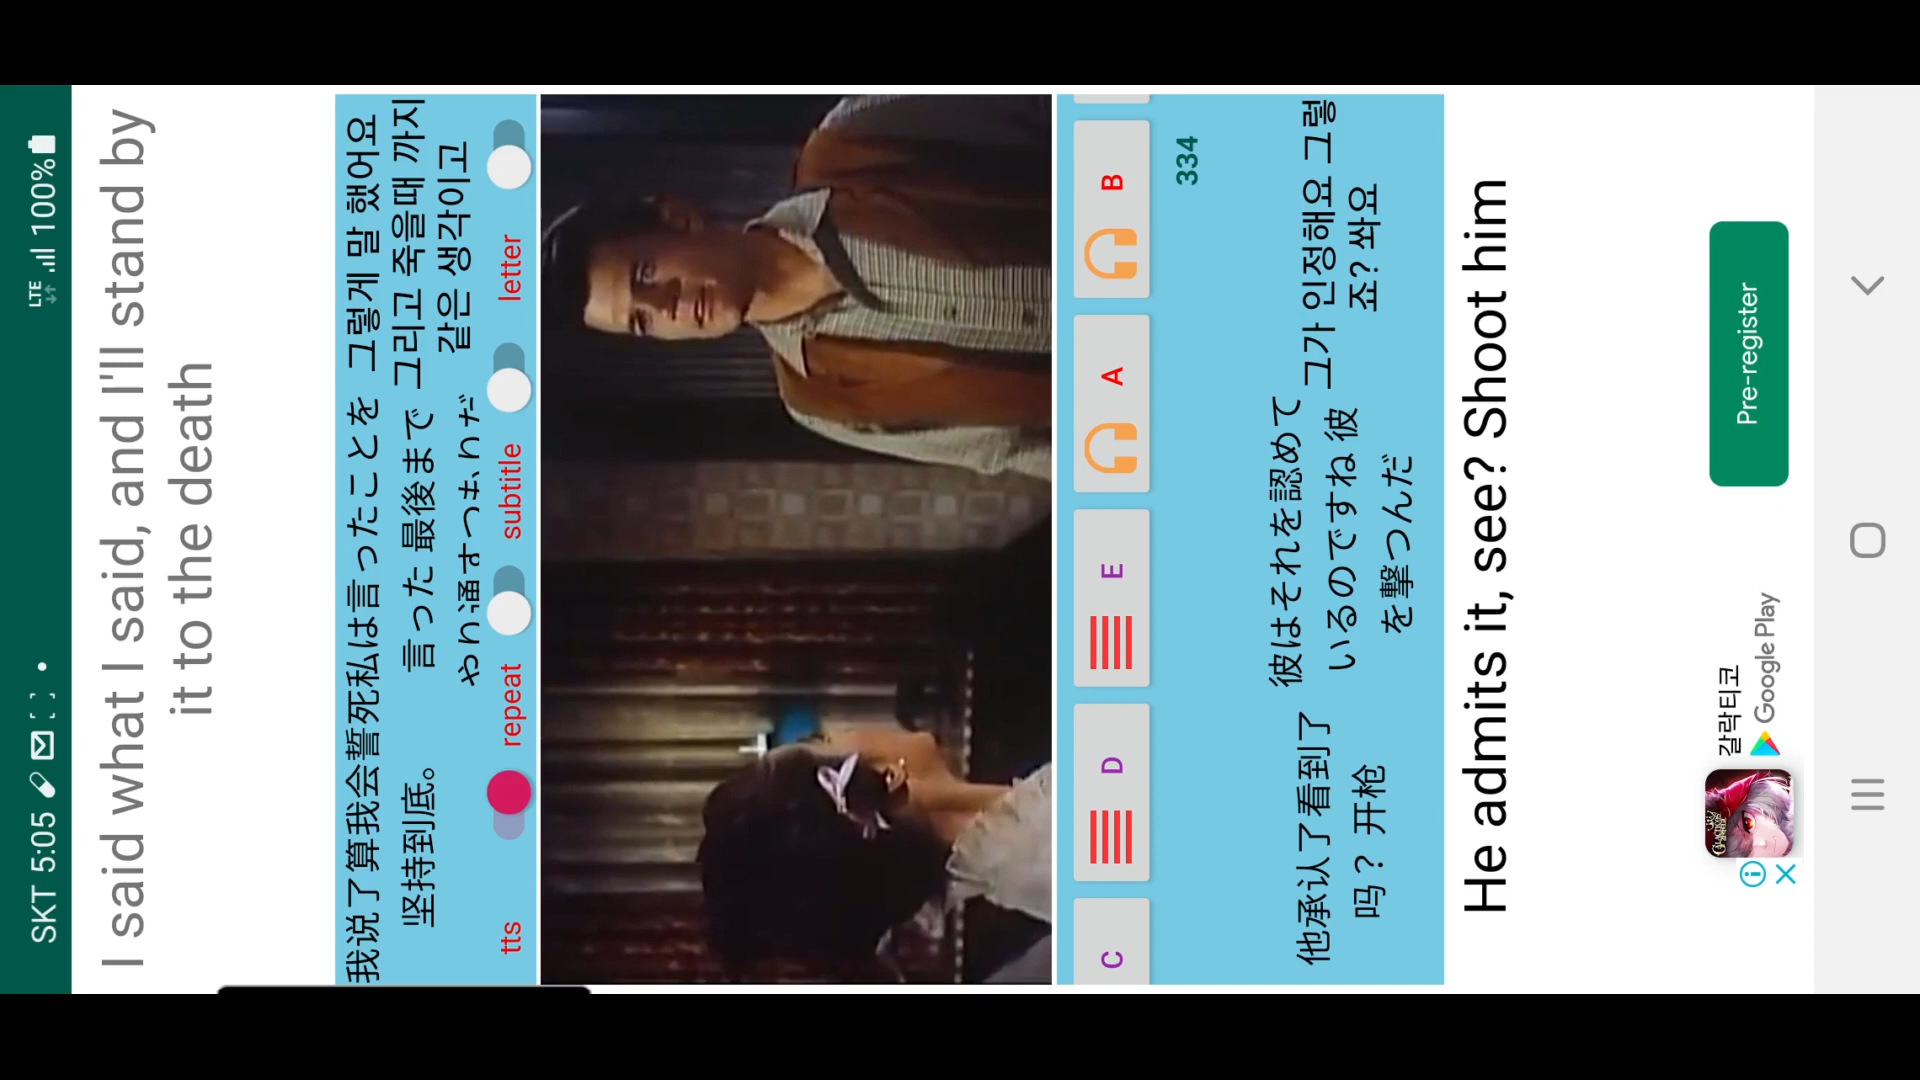 SKT 5:05
LTE
100%
I said what I said, and I'll stand by
it to the death
我说了算我会誓死
坚持到底。
私は言ったことを
言った 最後まで
やり通すつもりだ
그렇게 말 했어요
그리고 죽을때 까지
같은 생각이고
tts
repeat
subtitle
letter
C
D
E
A
B
334
他承认了看到了
吗？开枪
彼はそれを認めて
いるのですね 彼
を撃つんだ
그가 인정해요 그렇
죠? 쏴요
He admits it, see? Shoot him
갈락티코
Google Play
Pre-register